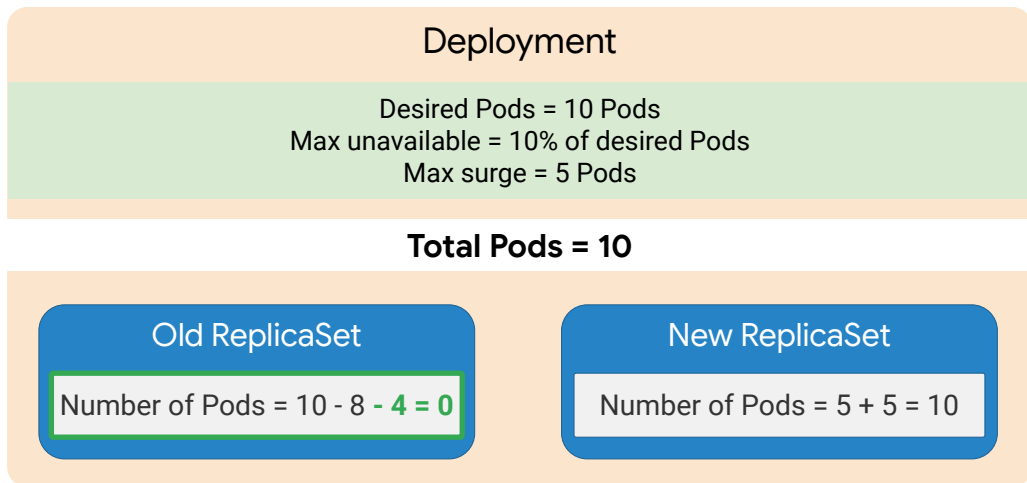 Deployment
Desired Pods = 10 Pods
Max unavailable = 10% of desired Pods
Max surge = 5 Pods
Total Pods = 10
Old ReplicaSet
Number of Pods = 10 - 8 - 4 = 0
New ReplicaSet
Number of Pods = 5 + 5 = 10